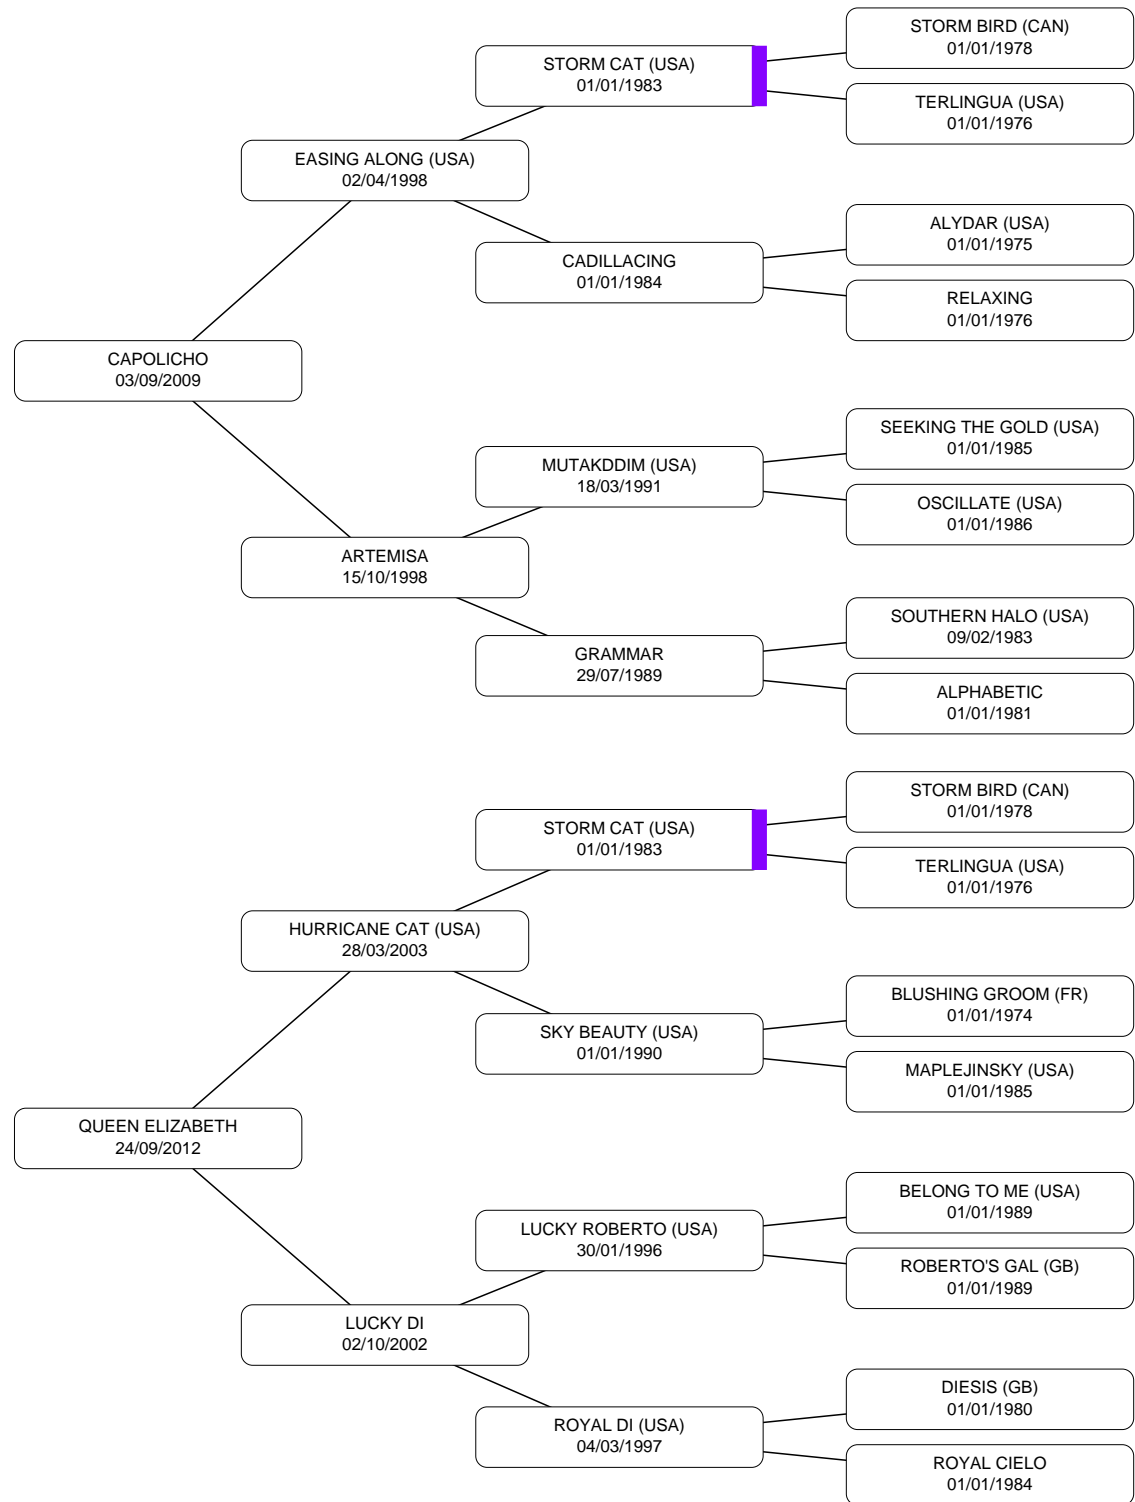 STORM BIRD (CAN)
01/01/1978
STORM CAT (USA)
01/01/1983
TERLINGUA (USA)
01/01/1976
EASING ALONG (USA)
02/04/1998
ALYDAR (USA)
01/01/1975
CADILLACING
01/01/1984
RELAXING
01/01/1976
CAPOLICHO
03/09/2009
SEEKING THE GOLD (USA)
01/01/1985
MUTAKDDIM (USA)
18/03/1991
OSCILLATE (USA)
01/01/1986
ARTEMISA
15/10/1998
SOUTHERN HALO (USA)
09/02/1983
GRAMMAR
29/07/1989
ALPHABETIC
01/01/1981
STORM BIRD (CAN)
01/01/1978
STORM CAT (USA)
01/01/1983
TERLINGUA (USA)
01/01/1976
HURRICANE CAT (USA)
28/03/2003
BLUSHING GROOM (FR)
01/01/1974
SKY BEAUTY (USA)
01/01/1990
MAPLEJINSKY (USA)
01/01/1985
QUEEN ELIZABETH
24/09/2012
BELONG TO ME (USA)
01/01/1989
LUCKY ROBERTO (USA)
30/01/1996
ROBERTO'S GAL (GB)
01/01/1989
LUCKY DI
02/10/2002
DIESIS (GB)
01/01/1980
ROYAL DI (USA)
04/03/1997
ROYAL CIELO
01/01/1984